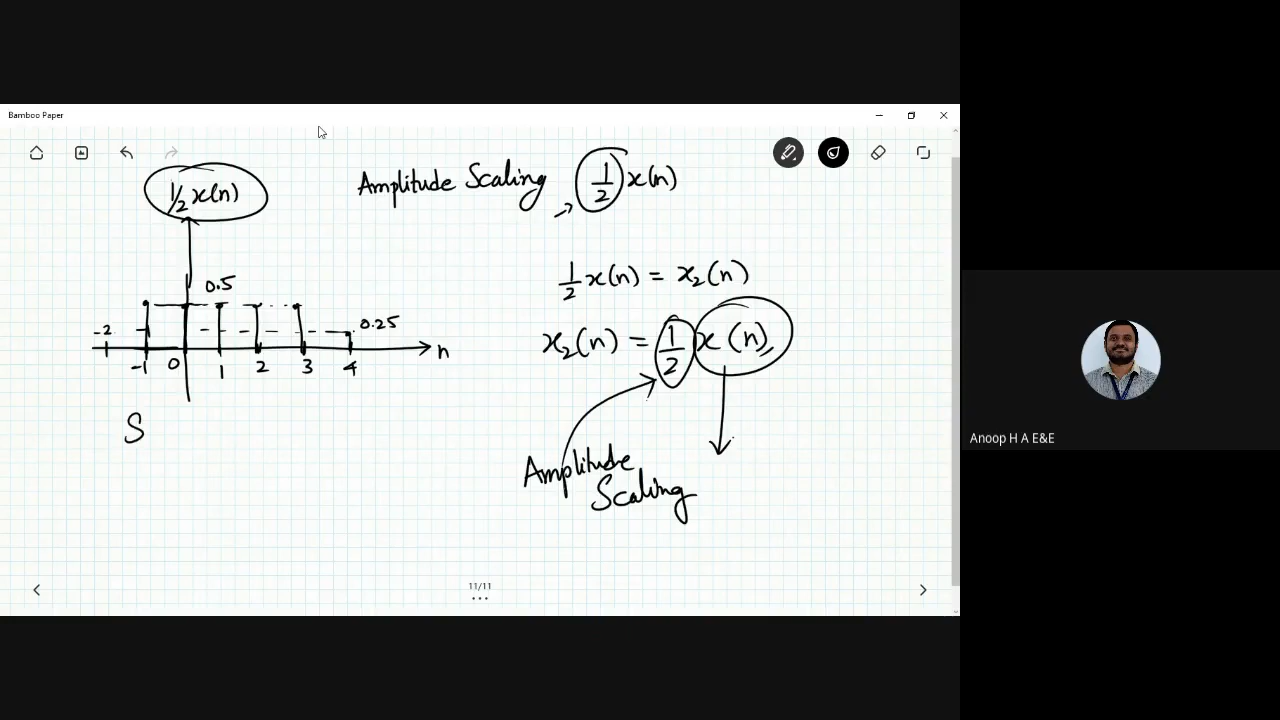 Bamboo Paper
1/2 x(n)
Amplitude Scaling → 1/2 x(n)
0.5
1/2 x(n) = x₂(n)
0.25
x₂(n) = 1/2 x(n)
-2 -1 0 1 2 3 4 n
S
Amplitude
Scaling
Anoop H A E&E
11/11